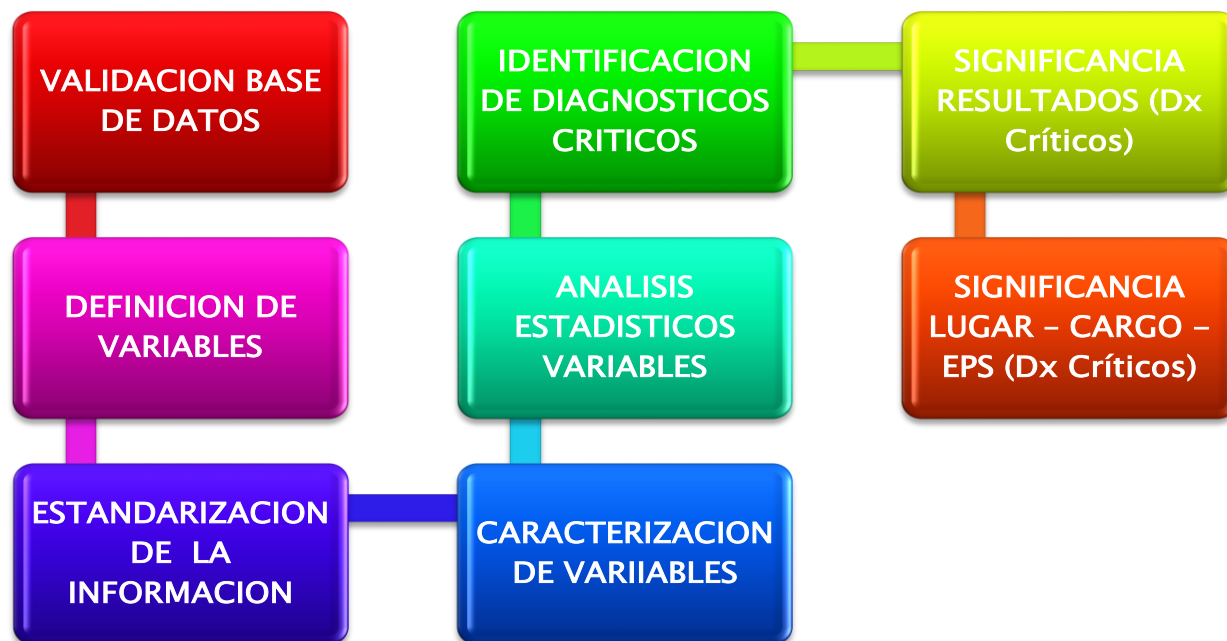 VALIDACION BASE
DE DATOS
DEFINICION DE
VARIABLES
ESTANDARIZACION
DE LA
INFORMACION
CARACTERIZACION
DE VARIIABLES
ANALISIS
ESTADISTICOS
VARIABLES
IDENTIFICACION
DE DIAGNOSTICOS
CRITICOS
SIGNIFICANCIA
RESULTADOS (Dx
Críticos)
SIGNIFICANCIA
LUGAR – CARGO –
EPS (Dx Críticos)